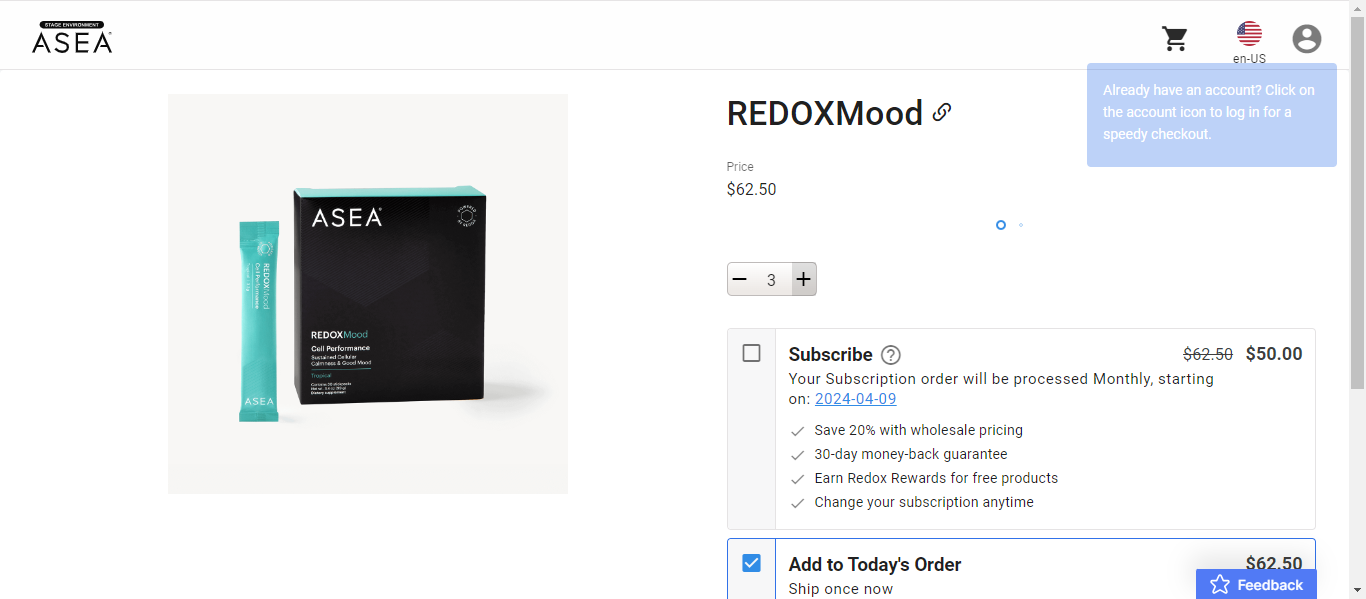 STAGE ENVIRONMENT
ASEA
en-US
Already have an account? Click on
the account icon to log in for a
speedy checkout.
REDOXMood
Price
$62.50
3
ASEA
REDOXMood
Cell Performance
Sustained Cellular
Calmness & Good Mood
Tropical
Dietary supplement
REDOXMood
Cell Performance
ASEA
Subscribe ? $62.50 $50.00
Your Subscription order will be processed Monthly, starting
on: 2024-04-09
Save 20% with wholesale pricing
30-day money-back guarantee
Earn Redox Rewards for free products
Change your subscription anytime
Add to Today's Order $62.50
Ship once now
Feedback